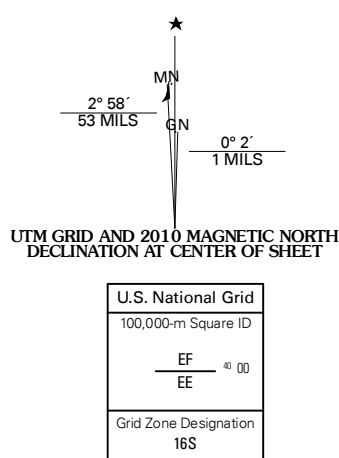 ★
MN
2° 58´
53 MILS
GN
0° 2´
1 MILS
UTM GRID AND 2010 MAGNETIC NORTH
DECLINATION AT CENTER OF SHEET
U.S. National Grid
100,000-m Square ID
EF
40 00
EE
Grid Zone Designation
16S